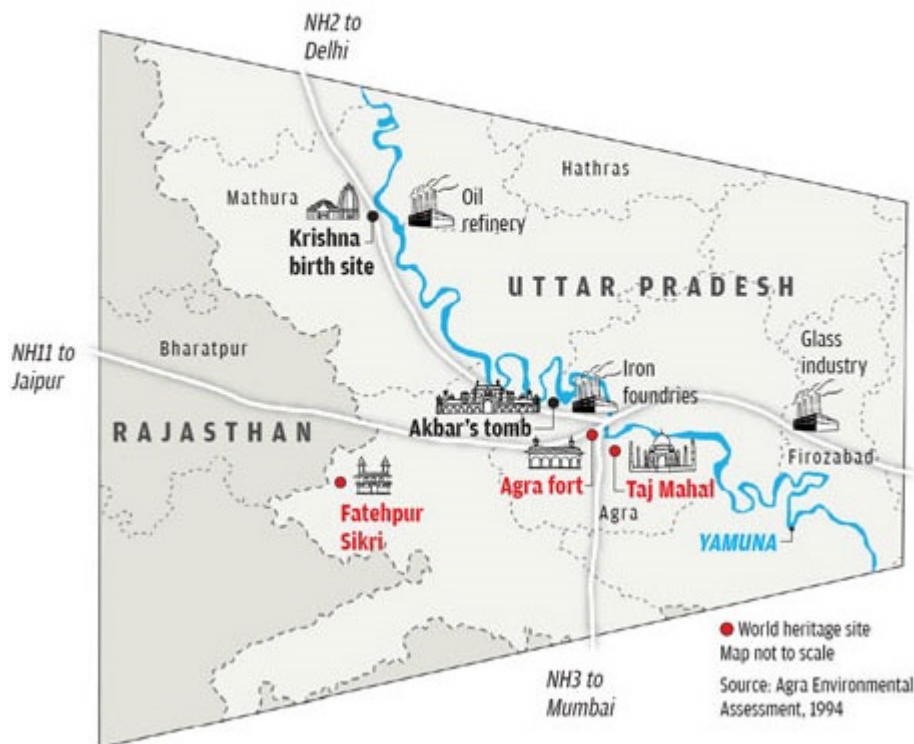 NH2 to
Delhi
Hathras
Mathura
Oil
refinery
Krishna
birth site
UTTAR PRADESH
NH11 to
Jaipur
Bharatpur
Glass
industry
Iron
foundries
RAJASTHAN
Akbar's tomb
Firozabad
Agra fort
Taj Mahal
Fatehpur
Sikri
Agra
YAMUNA
World heritage site
Map not to scale
Source: Agra Environmental
Assessment, 1994
NH3 to
Mumbai